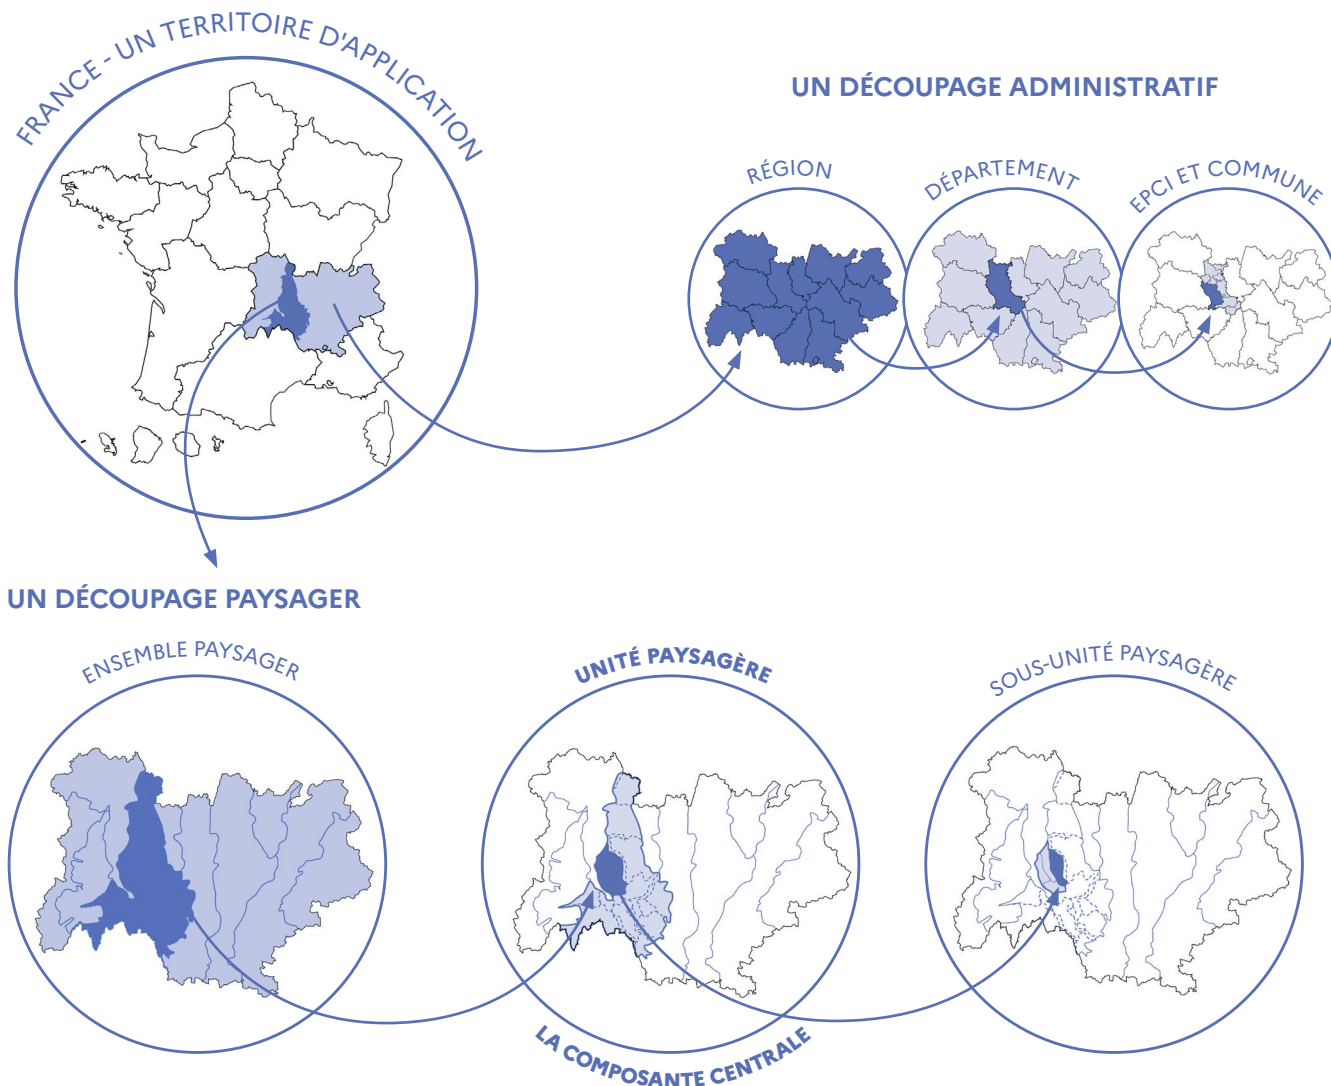 FRANCE - UN TERRITOIRE D'APPLICATION
UN DÉCOUPAGE ADMINISTRATIF
RÉGION
DÉPARTEMENT
EPCI ET COMMUNE
UN DÉCOUPAGE PAYSAGER
ENSEMBLE PAYSAGER
UNITÉ PAYSAGÈRE
SOUS-UNITÉ PAYSAGÈRE
LA COMPOSANTE CENTRALE